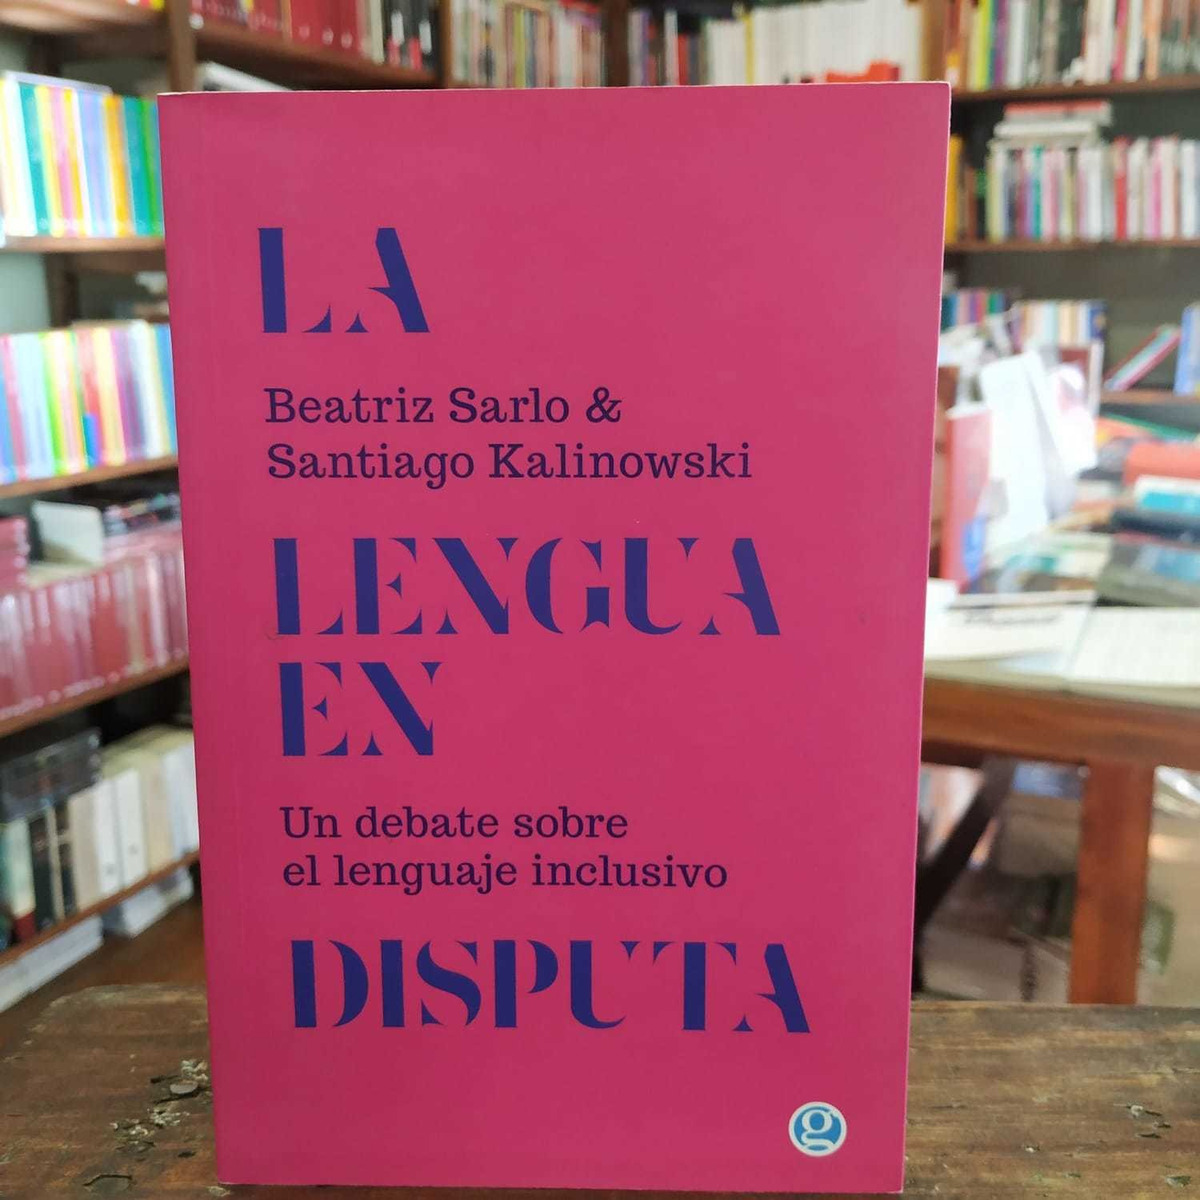 LA
Beatriz Sarlo &
Santiago Kalinowski
LENGUA
EN
Un debate sobre
el lenguaje inclusivo
DISPUTA
g